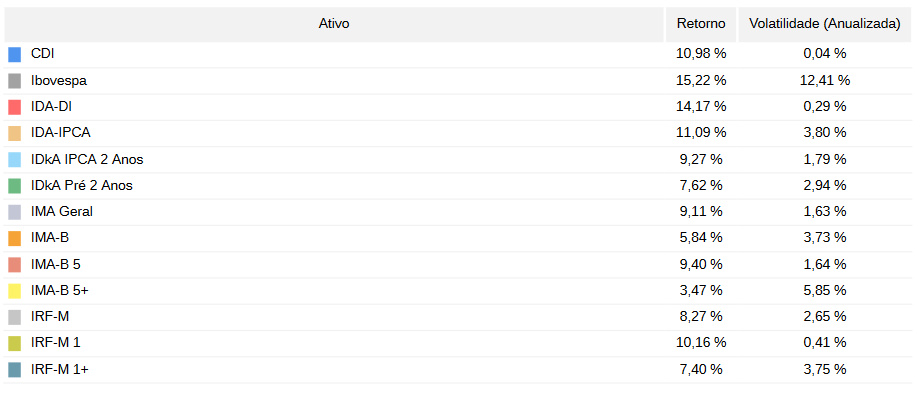 Ativo Retorno Volatilidade (Anualizada)
CDI 10,98 % 0,04 %
Ibovespa 15,22 % 12,41 %
IDA-DI 14,17 % 0,29 %
IDA-IPCA 11,09 % 3,80 %
IDkA IPCA 2 Anos 9,27 % 1,79 %
IDkA Pré 2 Anos 7,62 % 2,94 %
IMA Geral 9,11 % 1,63 %
IMA-B 5,84 % 3,73 %
IMA-B 5 9,40 % 1,64 %
IMA-B 5+ 3,47 % 5,85 %
IRF-M 8,27 % 2,65 %
IRF-M 1 10,16 % 0,41 %
IRF-M 1+ 7,40 % 3,75 %